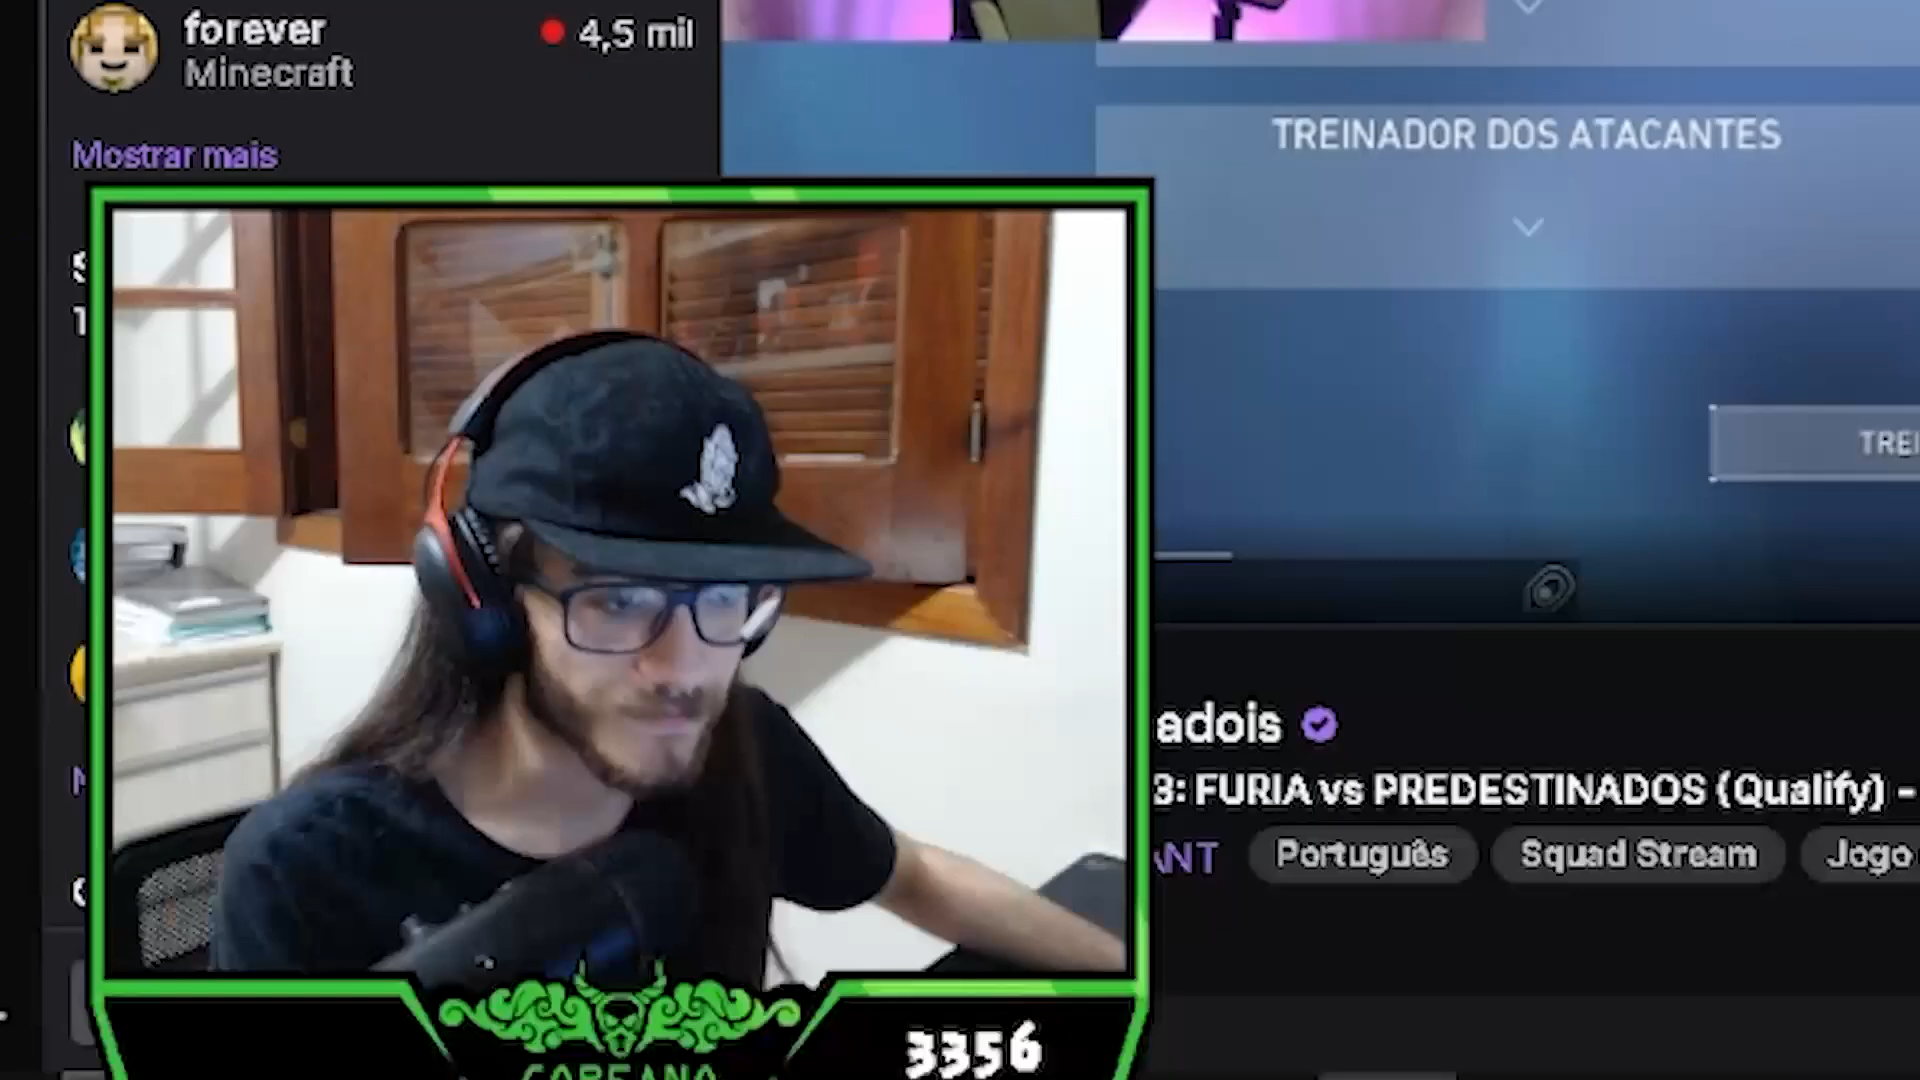 forever
4,5 mil
Minecraft
Mostrar mais
TREINADOR DOS ATACANTES
TREI
adois
3: FURIA vs PREDESTINADOS (Qualify) -
ANT
Português
Squad Stream
Jogo
3356